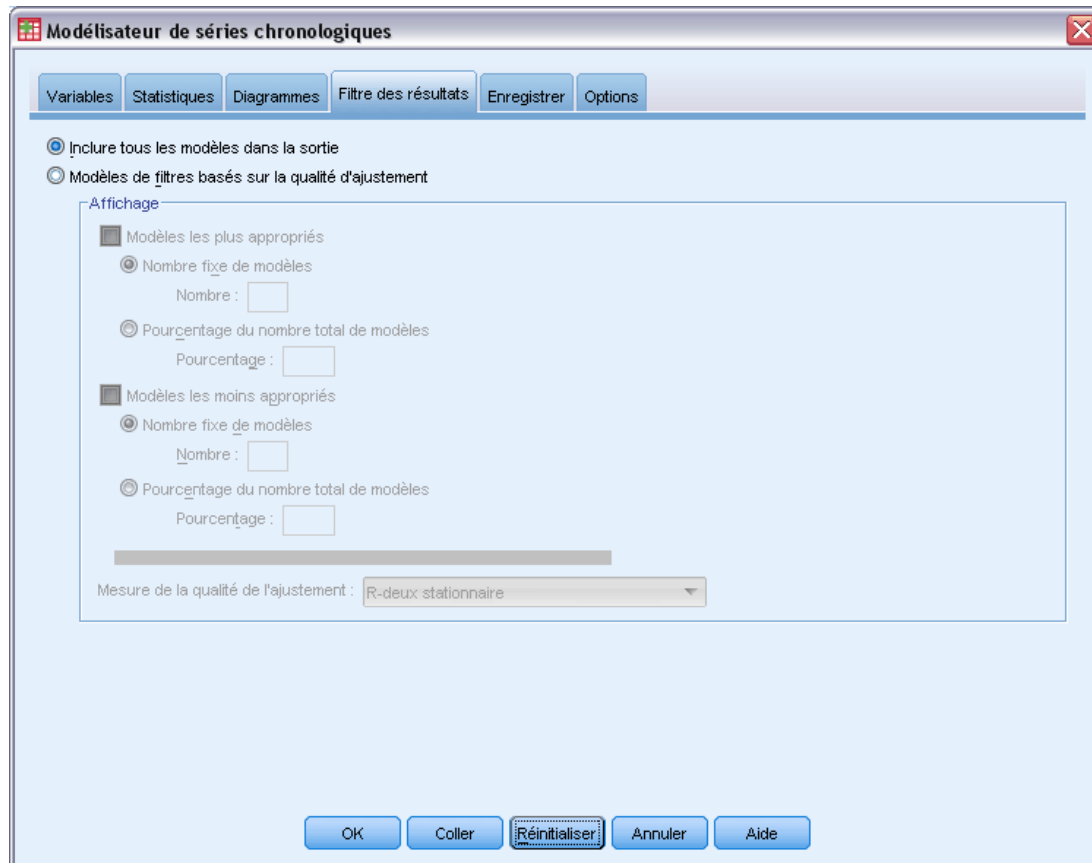 Modélisateur de séries chronologiques
Variables Statistiques Diagrammes Filtre des résultats Enregistrer Options
Inclure tous les modèles dans la sortie
Modèles de filtres basés sur la qualité d'ajustement
Affichage
Modèles les plus appropriés
Nombre fixe de modèles
Nombre :
Pourcentage du nombre total de modèles
Pourcentage :
Modèles les moins appropriés
Nombre fixe de modèles
Nombre :
Pourcentage du nombre total de modèles
Pourcentage :
Mesure de la qualité de l'ajustement : R-deux stationnaire
OK Coller Réinitialiser Annuler Aide